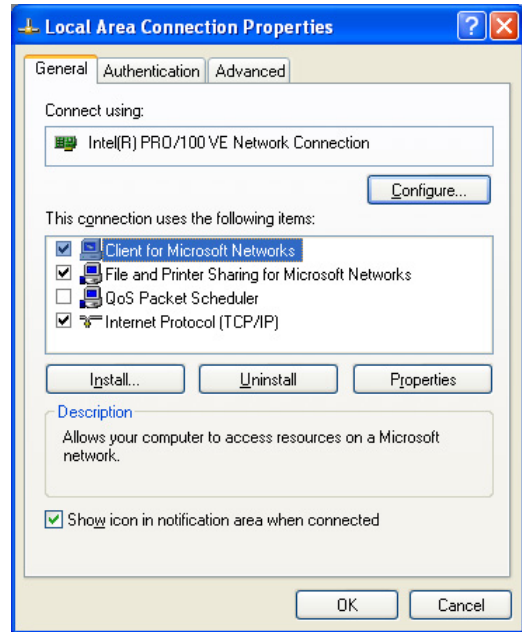 Local Area Connection Properties
General Authentication Advanced
Connect using:
Intel(R) PRO/100 VE Network Connection
Configure...
This connection uses the following items:
Client for Microsoft Networks
File and Printer Sharing for Microsoft Networks
QoS Packet Scheduler
Internet Protocol (TCP/IP)
Install... Uninstall Properties
Description
Allows your computer to access resources on a Microsoft
network.
Show icon in notification area when connected
OK Cancel